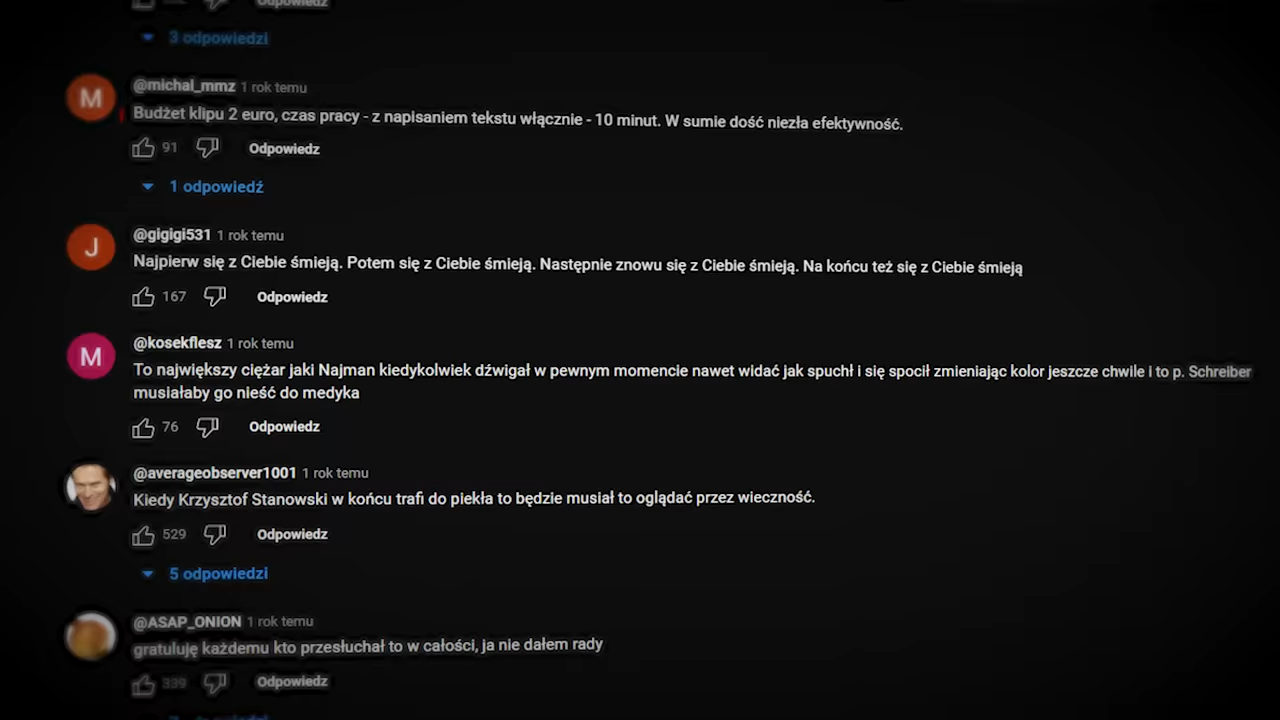 Odpowiedz
3 odpowiedzi
M
@michal_mmz 1 rok temu
Budżet klipu 2 euro, czas pracy - z napisaniem tekstu włącznie - 10 minut. W sumie dość niezła efektywność.
91 Odpowiedz
1 odpowiedź
J
@gigigi531 1 rok temu
Najpierw się z Ciebie śmieją. Potem się z Ciebie śmieją. Następnie znowu się z Ciebie śmieją. Na końcu też się z Ciebie śmieją
167 Odpowiedz
M
@kosekflesz 1 rok temu
To największy ciężar jaki Najman kiedykolwiek dźwigał w pewnym momencie nawet widać jak spuchł i się spocił zmieniając kolor jeszcze chwile i to p. Schreiber
musiałaby go nieść do medyka
76 Odpowiedz
@averageobserver1001 1 rok temu
Kiedy Krzysztof Stanowski w końcu trafi do piekła to będzie musiał to oglądać przez wieczność.
529 Odpowiedz
5 odpowiedzi
@ASAP_ONION 1 rok temu
gratuluję każdemu kto przesłuchał to w całości, ja nie dałem rady
339 Odpowiedz